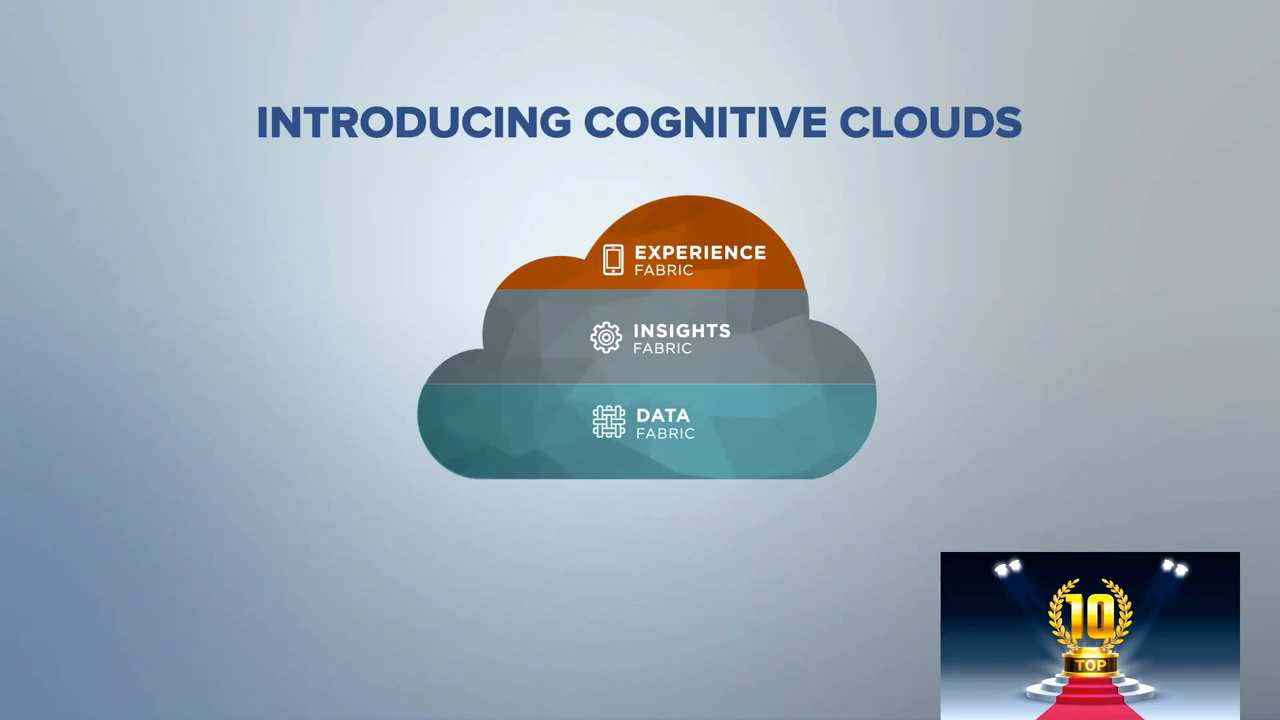 INTRODUCING COGNITIVE CLOUDS
EXPERIENCE
FABRIC
INSIGHTS
FABRIC
DATA
FABRIC
10
TOP